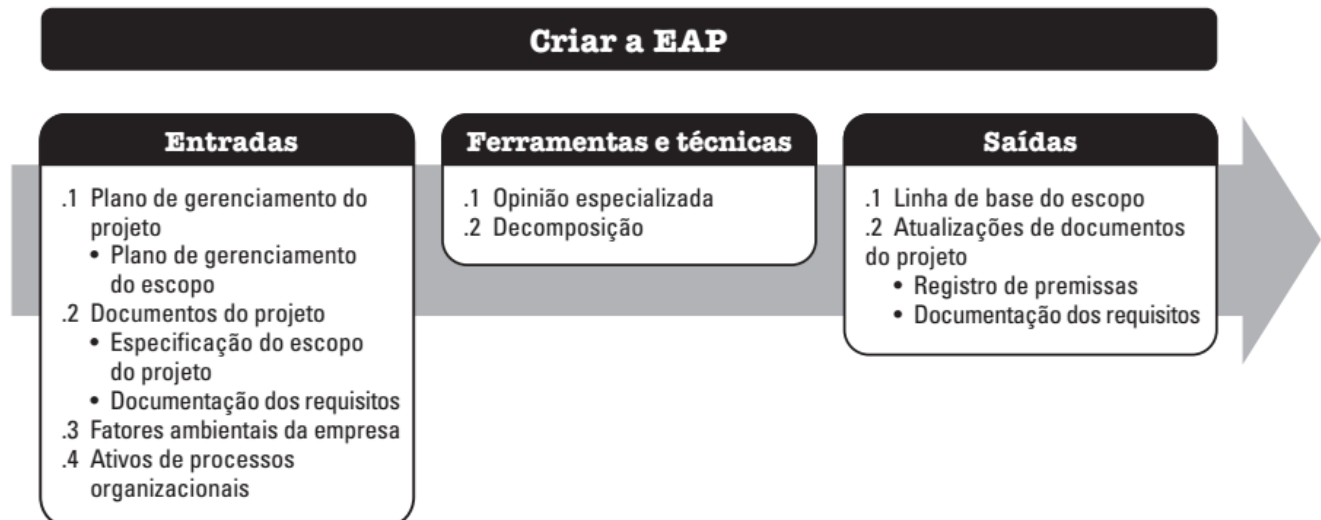 Criar a EAP
Entradas
.1 Plano de gerenciamento do
projeto
• Plano de gerenciamento
do escopo
.2 Documentos do projeto
• Especificação do escopo
do projeto
• Documentação dos requisitos
.3 Fatores ambientais da empresa
.4 Ativos de processos
organizacionais
Ferramentas e técnicas
.1 Opinião especializada
.2 Decomposição
Saídas
.1 Linha de base do escopo
.2 Atualizações de documentos
do projeto
• Registro de premissas
• Documentação dos requisitos